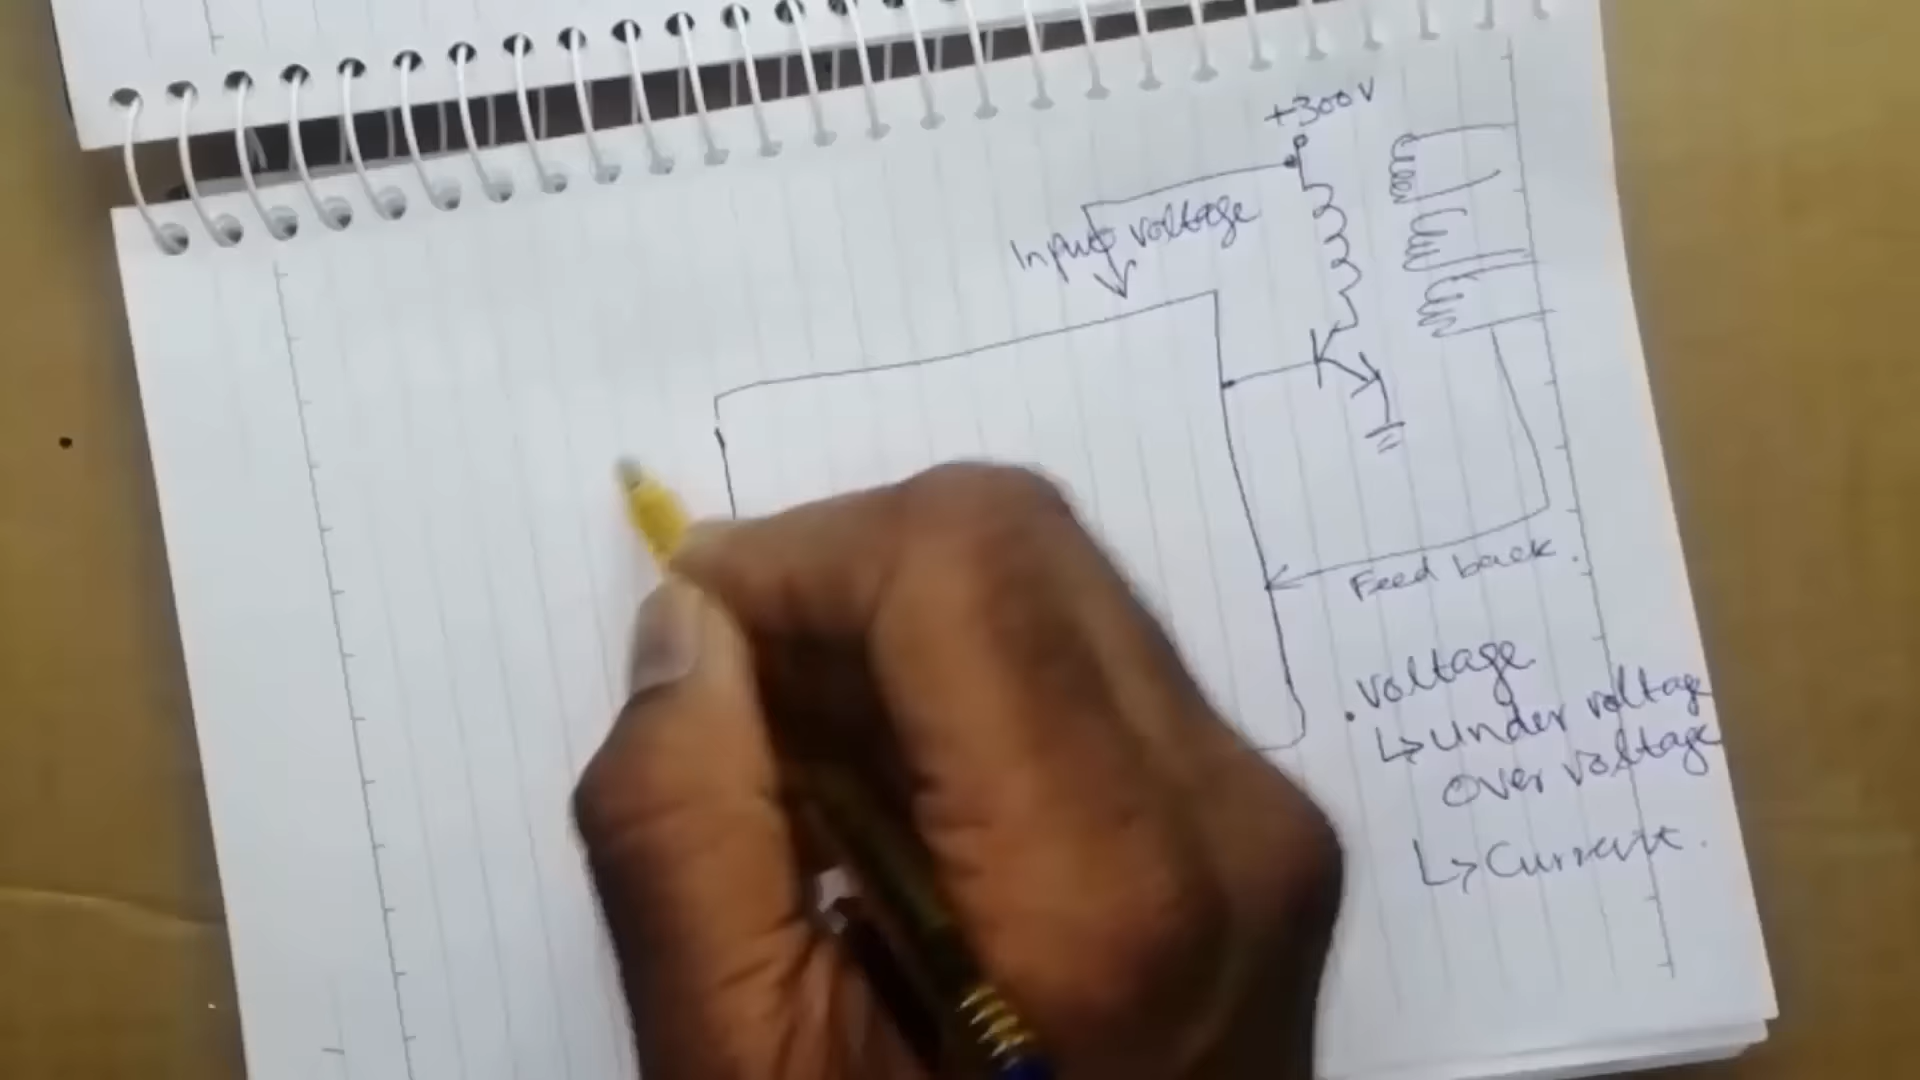 +300V
Input voltage
Feed back.
. voltage
↳ under voltage
over voltage
↳ Current.